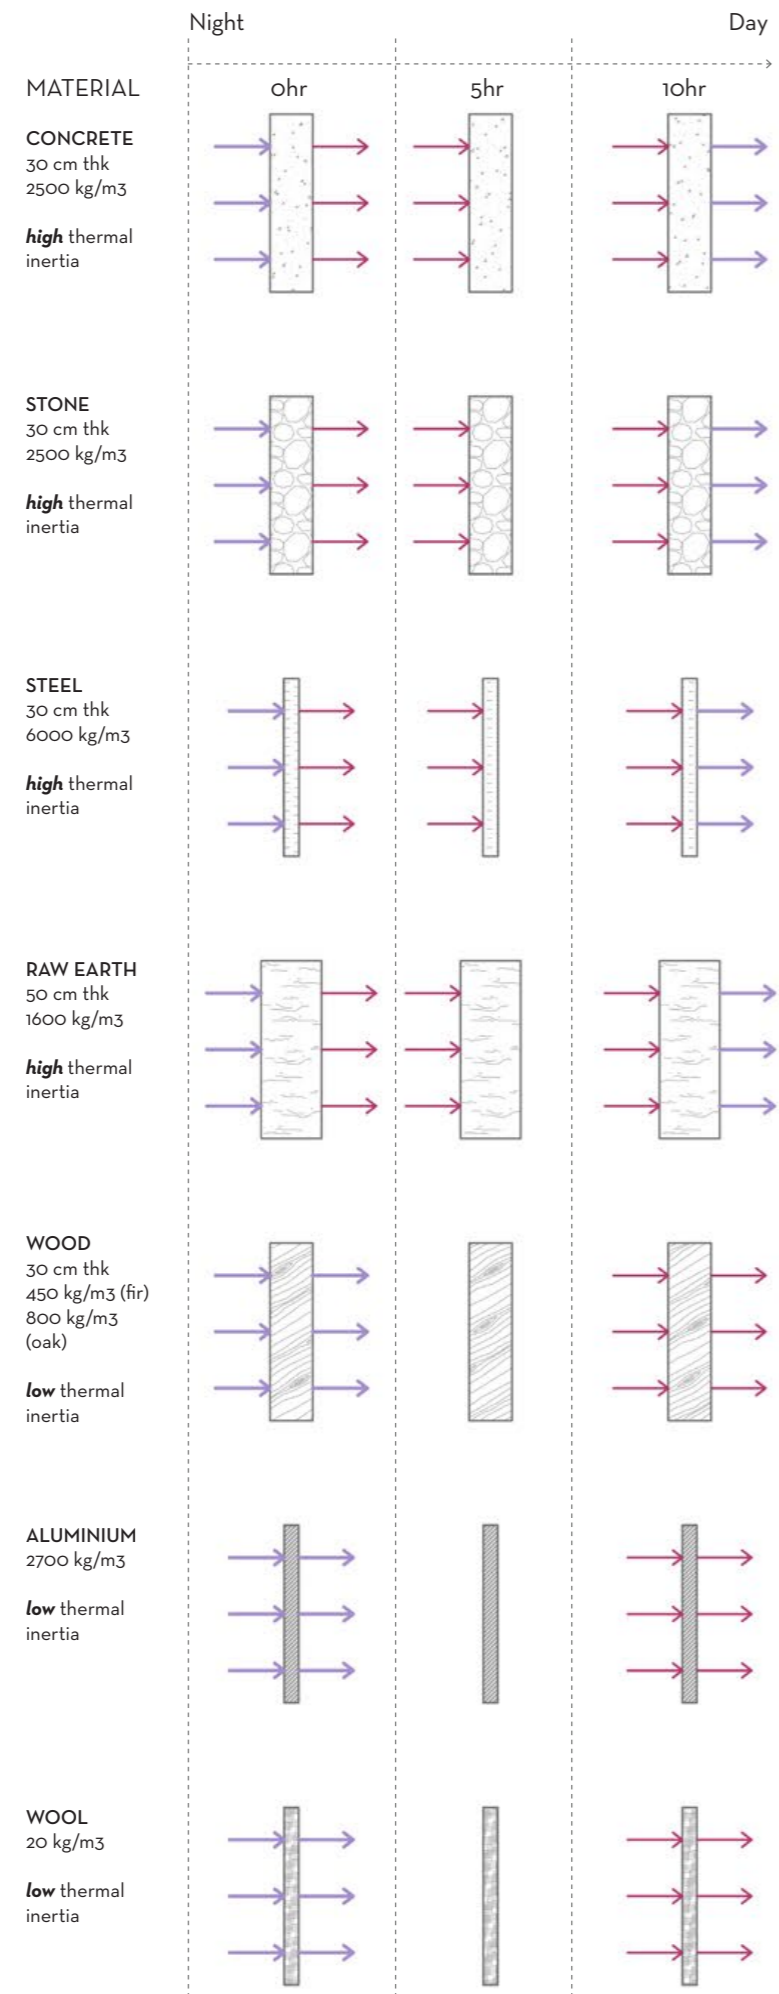 Night Day
MATERIAL 0hr 5hr 10hr
CONCRETE
30 cm thk
2500 kg/m3
high thermal
inertia
STONE
30 cm thk
2500 kg/m3
high thermal
inertia
STEEL
30 cm thk
6000 kg/m3
high thermal
inertia
RAW EARTH
50 cm thk
1600 kg/m3
high thermal
inertia
WOOD
30 cm thk
450 kg/m3 (fir)
800 kg/m3
(oak)
low thermal
inertia
ALUMINIUM
2700 kg/m3
low thermal
inertia
WOOL
20 kg/m3
low thermal
inertia